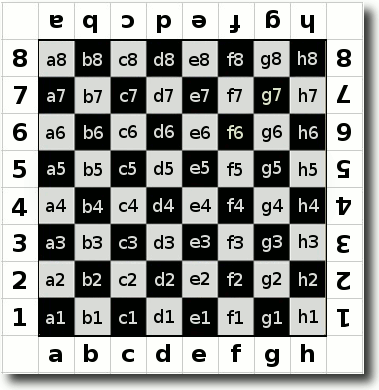 a b c d e f g h
8 a8 b8 c8 d8 e8 f8 g8 h8 8
7 a7 b7 c7 d7 e7 f7 g7 h7 7
6 a6 b6 c6 d6 e6 f6 g6 h6 6
5 a5 b5 c5 d5 e5 f5 g5 h5 5
4 a4 b4 c4 d4 e4 f4 g4 h4 4
3 a3 b3 c3 d3 e3 f3 g3 h3 3
2 a2 b2 c2 d2 e2 f2 g2 h2 2
1 a1 b1 c1 d1 e1 f1 g1 h1 1
a b c d e f g h